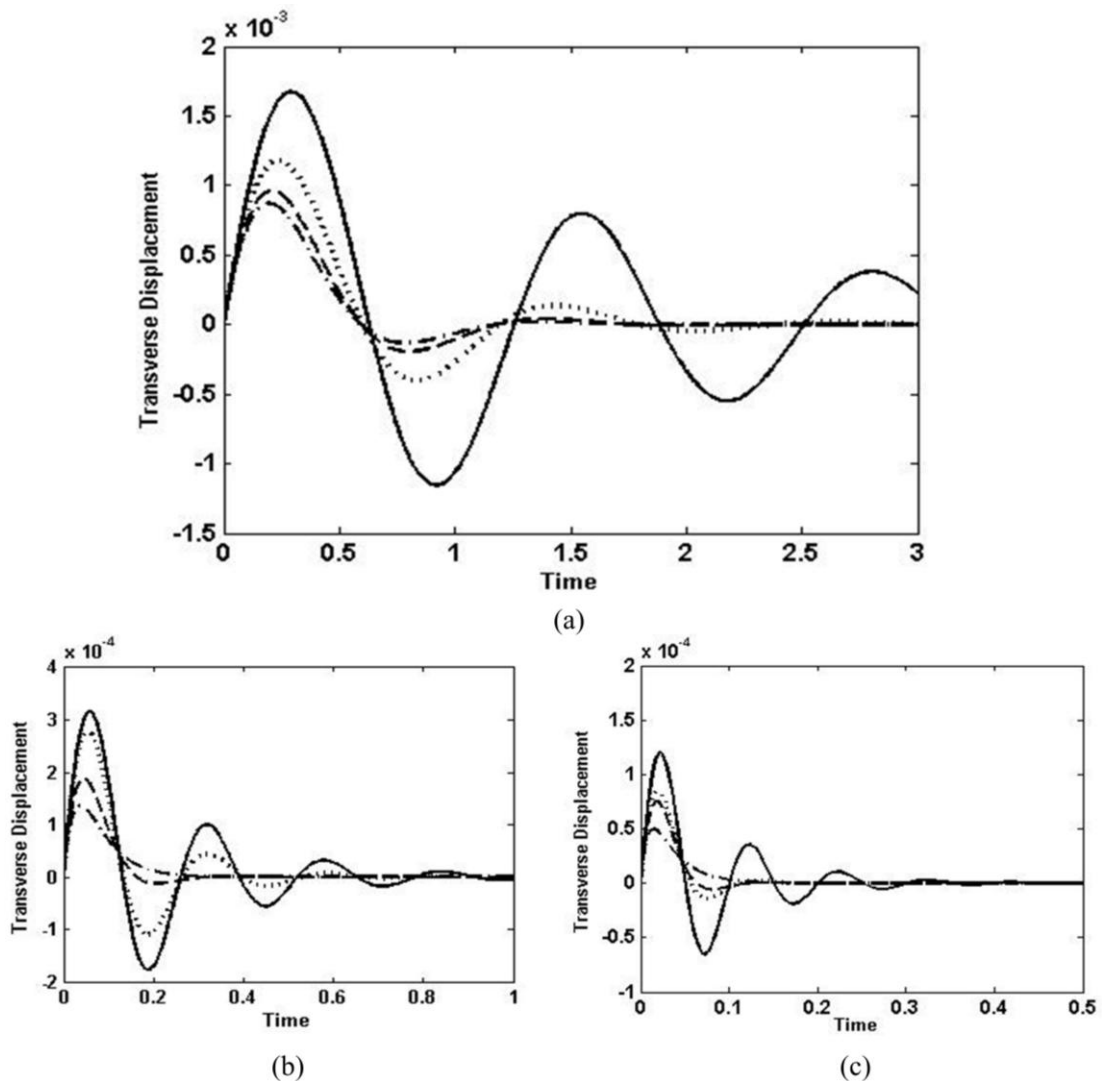 x 10-3
2
1.5
1
0.5
0
-0.5
-1
-1.5
Transverse Displacement
0 0.5 1 1.5 2 2.5 3
Time
(a)
x 10-4
4
3
2
1
0
-1
-2
Transverse Displacement
0 0.2 0.4 0.6 0.8 1
Time
(b)
x 10-4
2
1.5
1
0.5
0
-0.5
-1
Transverse Displacement
0 0.1 0.2 0.3 0.4 0.5
Time
(c)